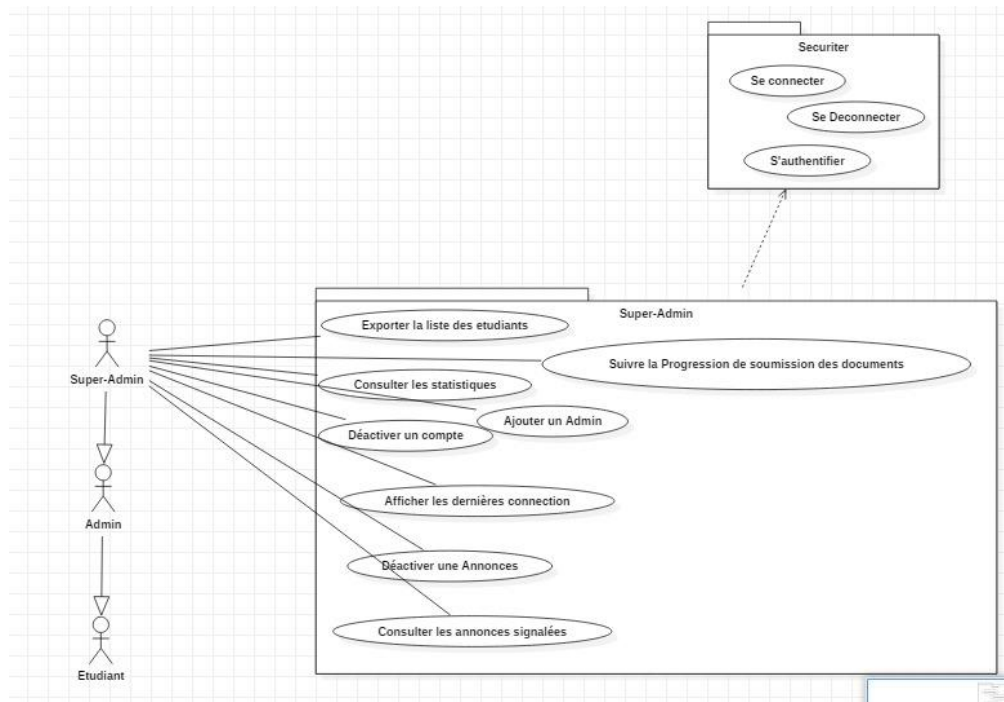 Sécuriter
Se connecter
Se Deconnecter
S'authentifier
Super-Admin
Exporter la liste des etudiants
Suivre la Progression de soumission des documents
Consulter les statistiques
Ajouter un Admin
Déactiver un compte
Afficher les dernières connection
Déactiver une Annonces
Consulter les annonces signalées
Super-Admin
Admin
Etudiant